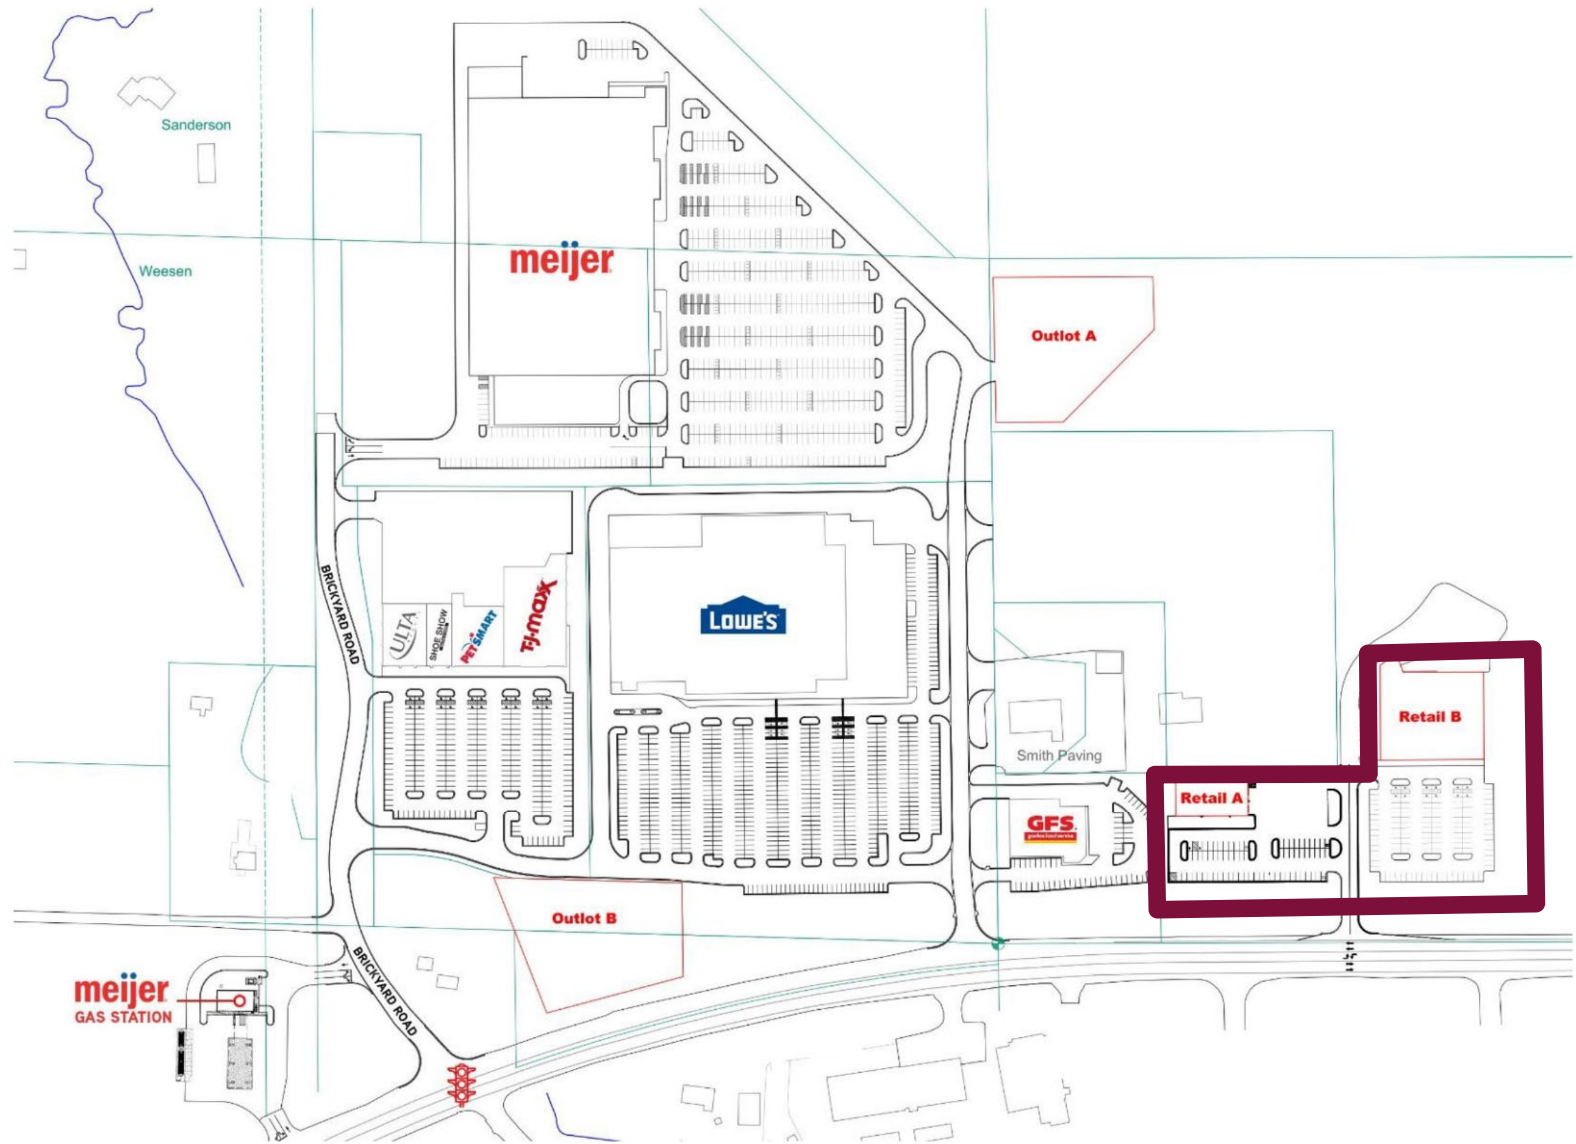 Sanderson
Weesen
meijer
Outlot A
BRICKYARD ROAD
ULTA
SHOE SHOW
PETSMART
TJ-maxx
LOWE'S
Retail B
Smith Paving
Retail A
GFS
Outlot B
BRICKYARD ROAD
meijer
GAS STATION